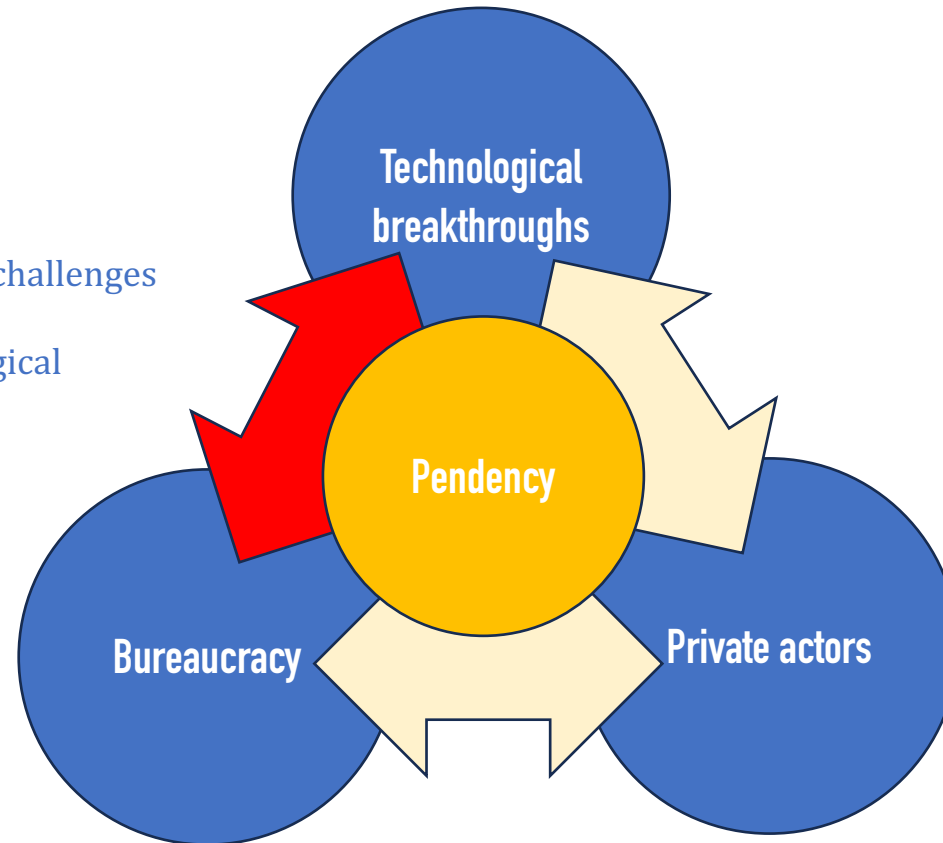 Technological
breakthroughs
challenges
gical
Pendency
Bureaucracy
Private actors